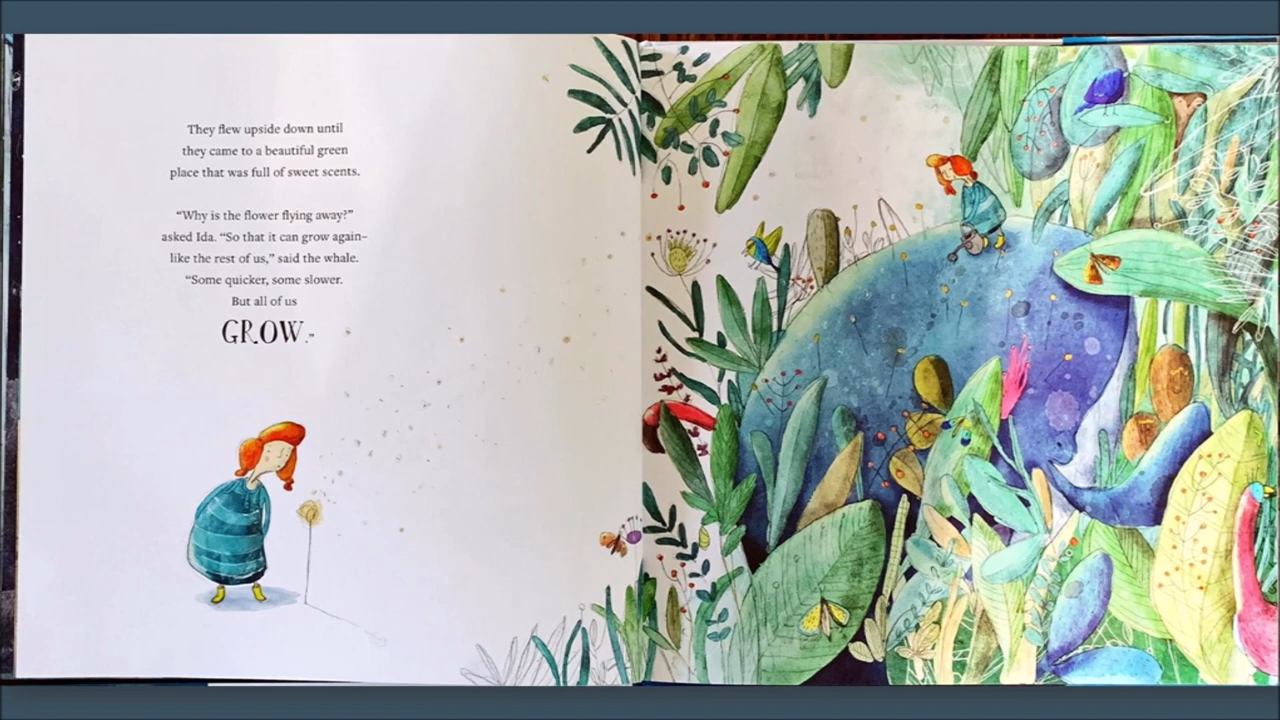 They flew upside down until
they came to a beautiful green
place that was full of sweet scents.
“Why is the flower flying away?”
asked Ida. “So that it can grow again–
like the rest of us,” said the whale.
“Some quicker, some slower.
But all of us
GROW.”